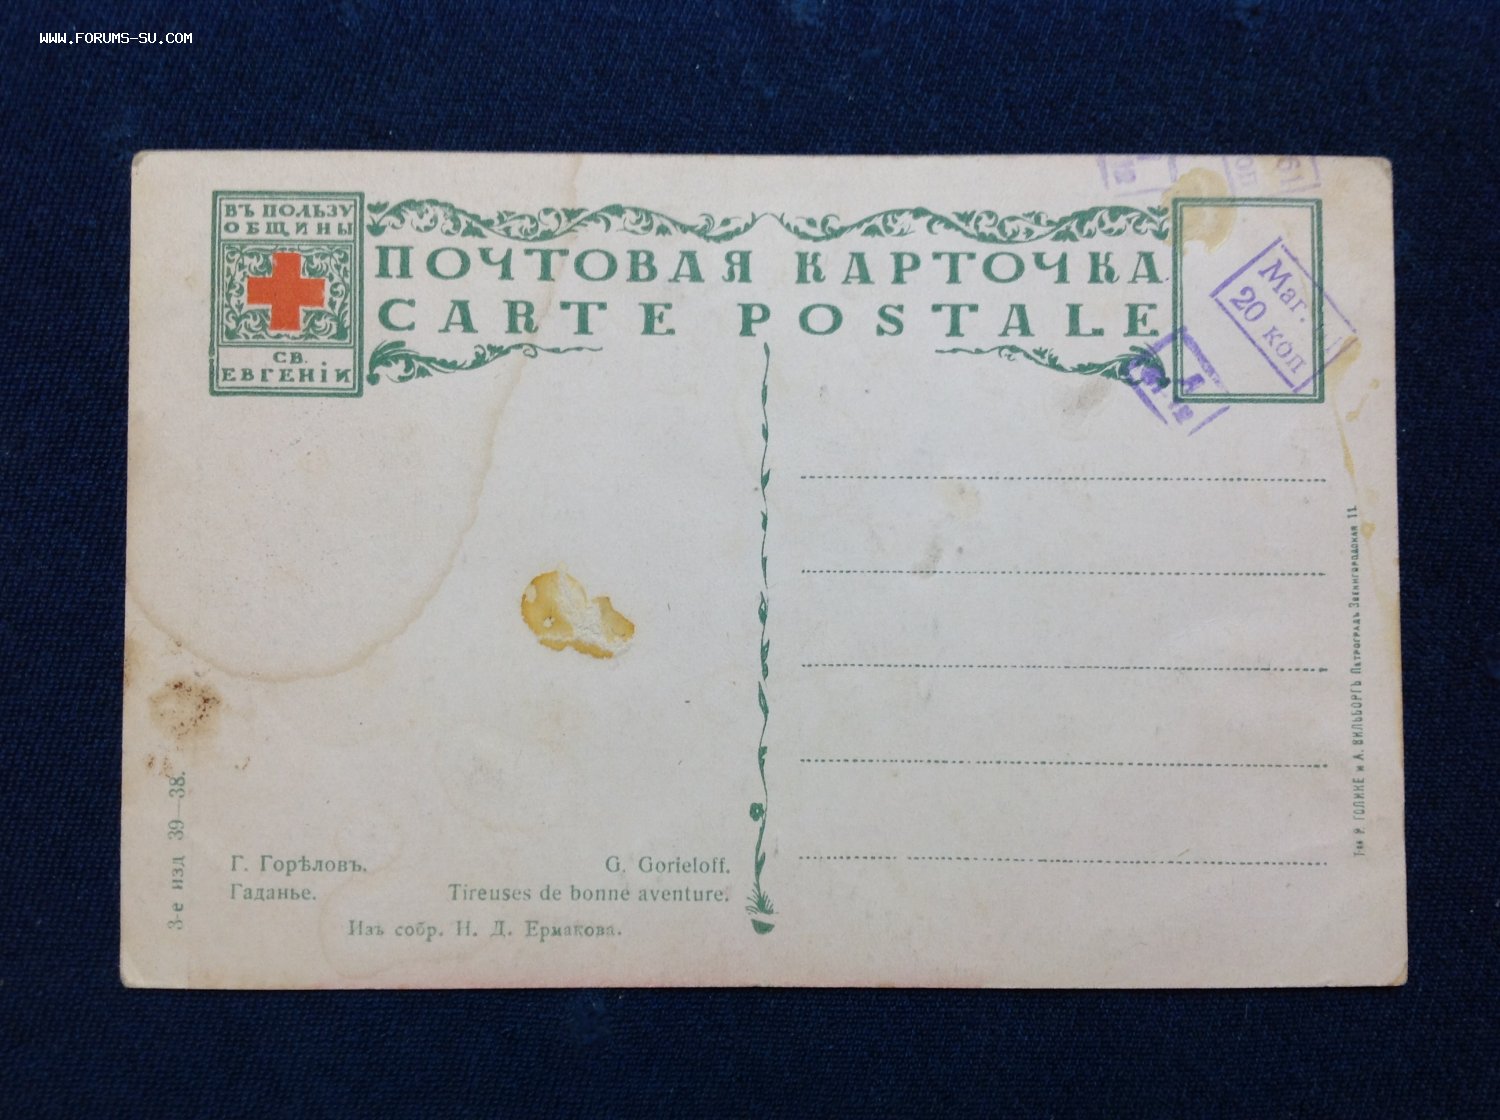 WWW.FORUMS-SU.COM
ВЪ ПОЛЬЗУ
ОБЩИНЫ
СВ.
ЕВГЕНІИ
ПОЧТОВАЯ КАРТОЧКА
CARTE POSTALE
Маг.
20 коп
3-е изд 39—38.
Г. Горѣловъ.
Гаданье.
G. Gorieloff.
Tireuses de bonne aventure.
Изъ собр. Н. Д. Ермакова.
Т-ва Р. ГОЛИКЕ и А. ВИЛЬБОРГЪ Петроградъ Звенигородская 11.